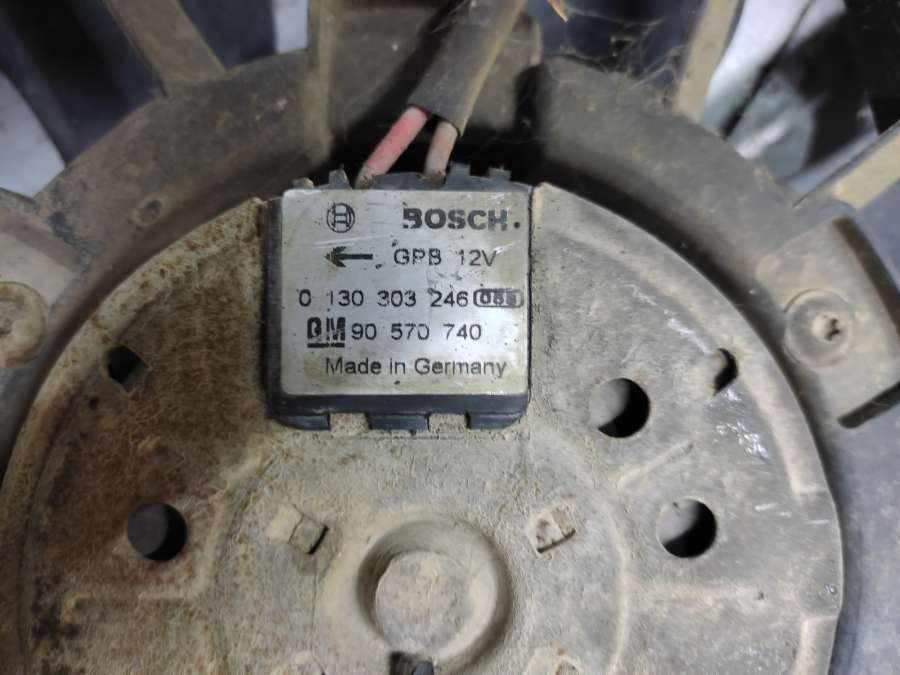 BOSCH
GPB 12V
0 130 303 246
GM 90 570 740
Made in Germany